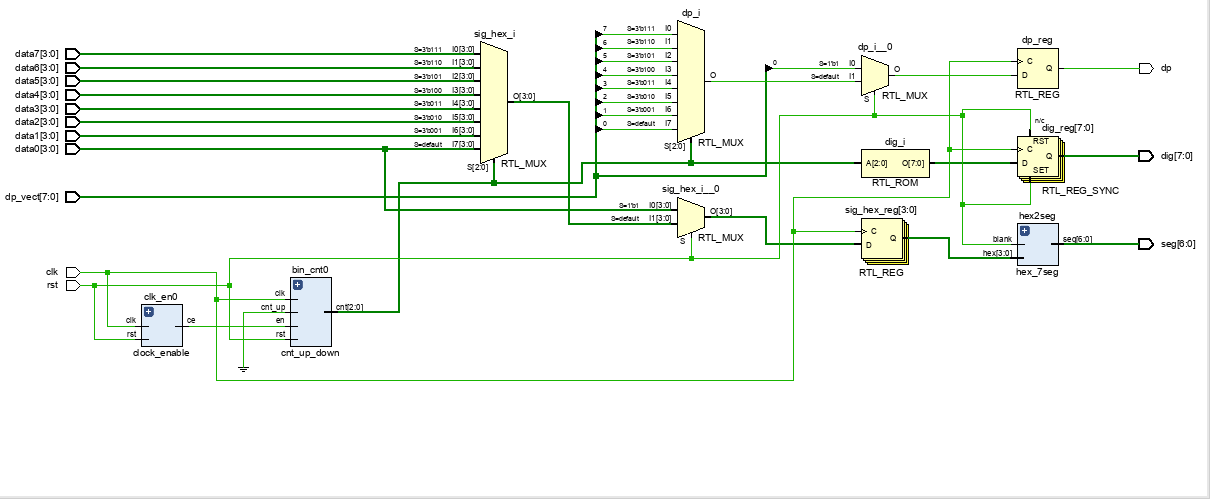 data7[3:0]
data6[3:0]
data5[3:0]
data4[3:0]
data3[3:0]
data2[3:0]
data1[3:0]
data0[3:0]
dp_vect[7:0]
clk
rst
sig_hex_i
S=3'b111 I0[3:0]
S=3'b110 I1[3:0]
S=3'b101 I2[3:0]
S=3'b100 I3[3:0]
S=3'b011 I4[3:0]
S=3'b010 I5[3:0]
S=3'b001 I6[3:0]
S=default I7[3:0]
O[3:0]
S[2:0]
RTL_MUX
dp_i
7 S=3'b111 I0
6 S=3'b110 I1
5 S=3'b101 I2
4 S=3'b100 I3
3 S=3'b011 I4
2 S=3'b010 I5
1 S=3'b001 I6
0 S=default I7
O
S[2:0]
RTL_MUX
dp_i__0
0 S=1'b1 I0
S=default I1
O
S
RTL_MUX
dp_reg
C
D
Q
RTL_REG
dp
n/c
dig_reg[7:0]
RST
C
Q
D
SET
RTL_REG_SYNC
dig[7:0]
dig_i
A[2:0] O[7:0]
RTL_ROM
sig_hex_i__0
S=1'b1 I0[3:0]
S=default I1[3:0]
O[3:0]
S
RTL_MUX
sig_hex_reg[3:0]
C
Q
D
RTL_REG
hex2seg
blank
seg[6:0]
hex[3:0]
hex_7seg
seg[6:0]
clk_en0
clk
ce
rst
clock_enable
bin_cnt0
clk
cnt_up
cnt[2:0]
en
rst
cnt_up_down